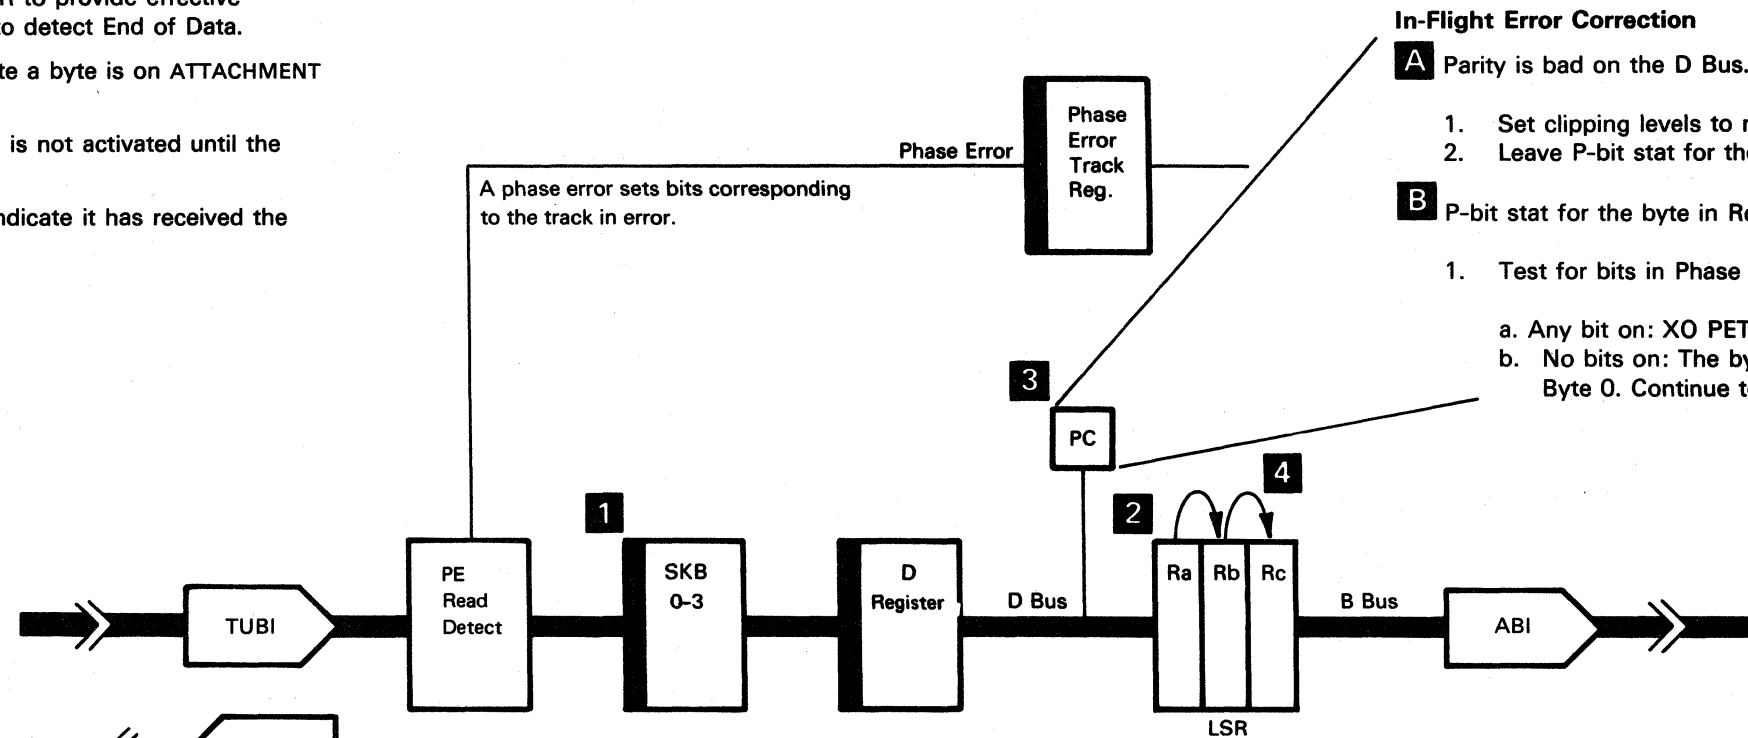 to provide effective
to detect End of Data.
a byte is on ATTACHMENT
is not activated until the
indicate it has received the
In-Flight Error Correction
A Parity is bad on the D Bus.
1. Set clipping levels to
2. Leave P-bit stat for the
B P-bit stat for the byte in
1. Test for bits in Phase
a. Any bit on: XO PET
b. No bits on: The
Byte 0. Continue
Phase Error
Phase
Error
Track
Reg.
A phase error sets bits corresponding
to the track in error.
3
PC
4
1
2
PE
Read
Detect
SKB
0-3
D
Register
D Bus
Ra Rb Rc
B Bus
TUBI
ABI
LSR